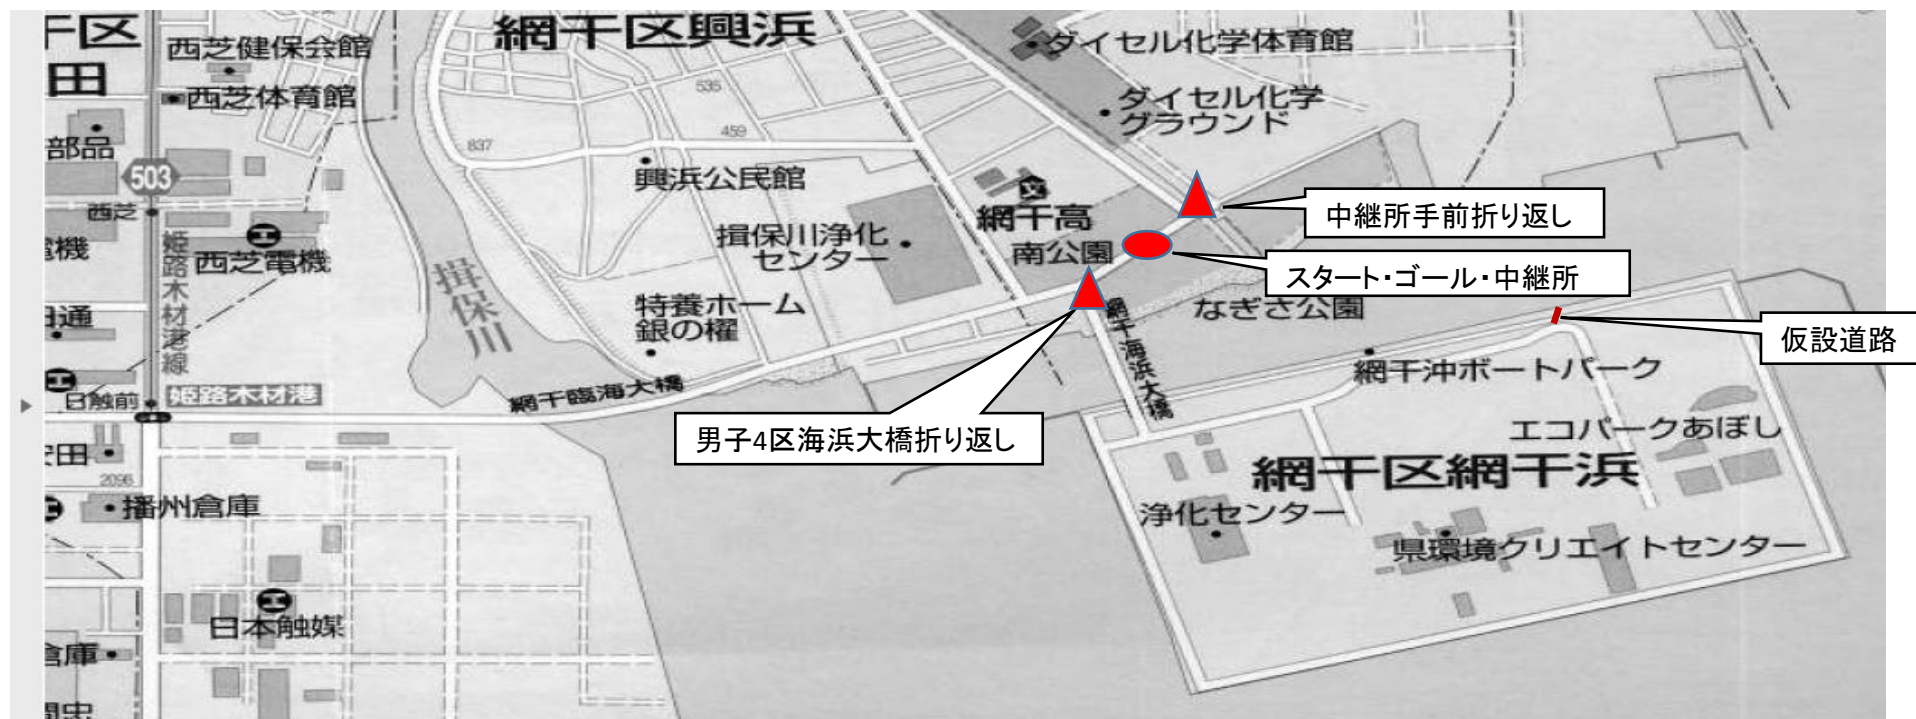 千区
田
西芝健保会館
西芝体育館
部品
503
西芝
西芝電機
姫路木材港線
日触前
姫路木材港
2096
播州倉庫
日本触媒
倉庫
網干区興浜
535
459
837
興浜公民館
揖保川浄化
センター
揖保川
特養ホーム
銀の櫂
網干臨海大橋
ダイセル化学体育館
ダイセル化学
グラウンド
文
網干高
南公園
中継所手前折り返し
スタート・ゴール・中継所
なぎさ公園
網干海浜大橋
仮設道路
男子4区海浜大橋折り返し
網干沖ボートパーク
エコパークあぼし
網干区網干浜
浄化センター
県環境クリエイトセンター